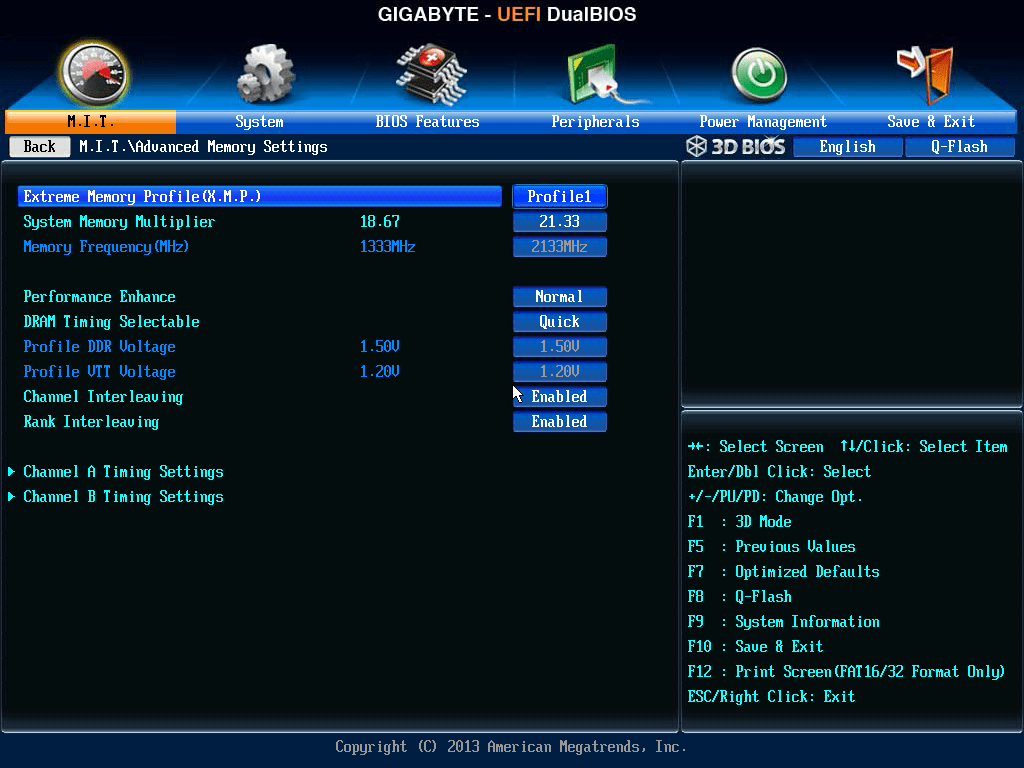 GIGABYTE - UEFI DualBIOS
M.I.T. System BIOS Features Peripherals Power Management Save & Exit
Back M.I.T.\Advanced Memory Settings 3D BIOS English Q-Flash
Extreme Memory Profile(X.M.P.) Profile1
System Memory Multiplier 18.67 21.33
Memory Frequency(MHz) 1333MHz 2133MHz
Performance Enhance Normal
DRAM Timing Selectable Quick
Profile DDR Voltage 1.50V 1.50V
Profile VTT Voltage 1.20V 1.20V
Channel Interleaving Enabled
Rank Interleaving Enabled
Channel A Timing Settings
Channel B Timing Settings
→←: Select Screen ↑↓/Click: Select Item
Enter/Dbl Click: Select
+/-/PU/PD: Change Opt.
F1 : 3D Mode
F5 : Previous Values
F7 : Optimized Defaults
F8 : Q-Flash
F9 : System Information
F10 : Save & Exit
F12 : Print Screen(FAT16/32 Format Only)
ESC/Right Click: Exit
Copyright (C) 2013 American Megatrends, Inc.